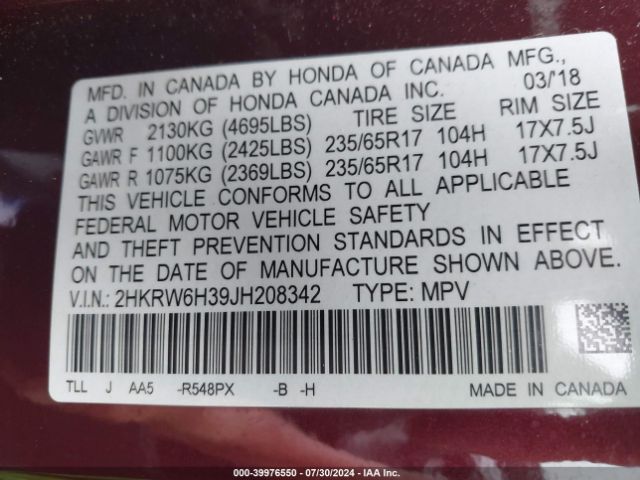 MFD. IN CANADA BY HONDA OF CANADA MFG.,
A DIVISION OF HONDA CANADA INC. 03/'18
GVWR 2130KG (4695LBS) TIRE SIZE RIM SIZE
GAWR F 1100KG (2425LBS) 235/65R17 104H 17X7.5J
GAWR R 1075KG (2369LBS) 235/65R17 104H 17X7.5J
THIS VEHICLE CONFORMS TO ALL APPLICABLE
FEDERAL MOTOR VEHICLE SAFETY
AND THEFT PREVENTION STANDARDS IN EFFECT
ON THE DATE OF MANUFACTURE SHOWN ABOVE.
V.I.N.: 2HKRW6H39JH208342 TYPE: MPV
TLL J AA5 -R548PX -B -H MADE IN CANADA
000-39976550 | 07/30/2024 - IAA Inc.